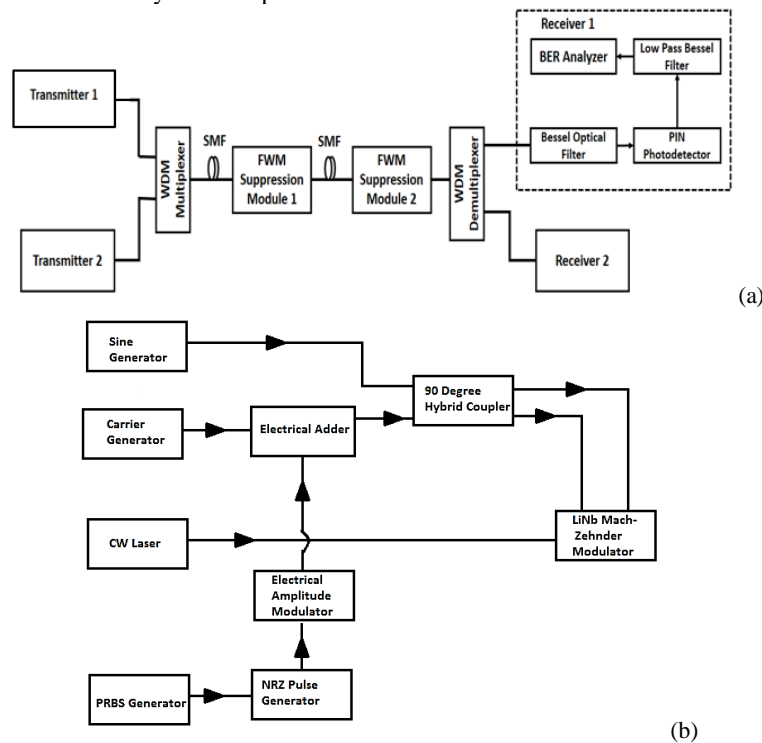 Receiver 1
BER Analyzer
Low Pass Bessel
Filter
Bessel Optical
Filter
PIN
Photodetector
Transmitter 1
Transmitter 2
WDM
Multiplexer
SMF
FWM
Suppression
Module 1
SMF
FWM
Suppression
Module 2
WDM
Demultiplexer
Receiver 2
(a)
Sine
Generator
Carrier
Generator
Electrical Adder
90 Degree
Hybrid Coupler
CW Laser
LiNb Mach-
Zehnder
Modulator
Electrical
Amplitude
Modulator
PRBS Generator
NRZ Pulse
Generator
(b)